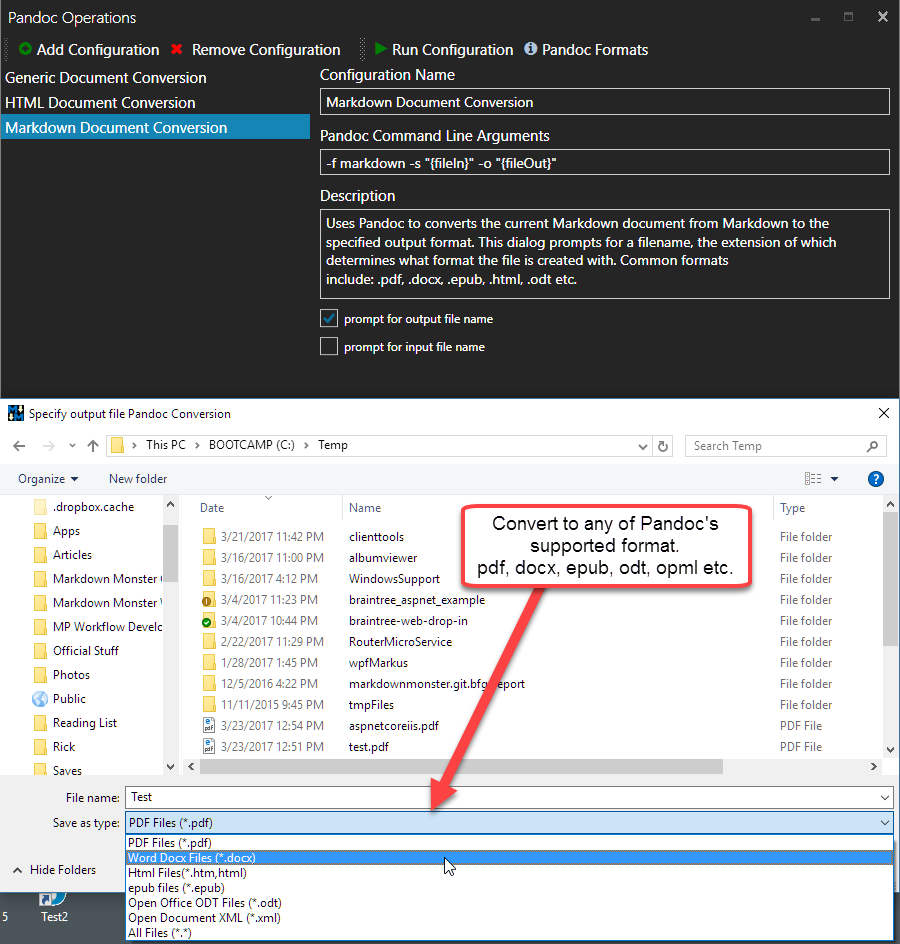 Pandoc Operations
Add Configuration Remove Configuration Run Configuration Pandoc Formats
Generic Document Conversion
HTML Document Conversion
Markdown Document Conversion
Configuration Name
Markdown Document Conversion
Pandoc Command Line Arguments
-f markdown -s "{fileIn}" -o "{fileOut}"
Description
Uses Pandoc to converts the current Markdown document from Markdown to the
specified output format. This dialog prompts for a filename, the extension of which
determines what format the file is created with. Common formats
include: .pdf, .docx, .epub, .html, .odt etc.
prompt for output file name
prompt for input file name
Specify output file Pandoc Conversion
This PC > BOOTCAMP (C:) > Temp
Search Temp
Organize New folder
.dropbox.cache
Apps
Articles
Markdown Monster
Markdown Monster
MP Workflow Develo
Official Stuff
Photos
Public
Reading List
Rick
Saves
Date Name Type
3/21/2017 11:42 PM clienttools File folder
3/16/2017 11:00 PM albumviewer File folder
3/16/2017 4:12 PM WindowsSupport File folder
3/4/2017 11:23 PM braintree_aspnet_example File folder
3/4/2017 10:44 PM braintree-web-drop-in File folder
2/22/2017 11:29 PM RouterMicroService File folder
1/28/2017 1:45 PM wpfMarkus File folder
12/5/2016 4:22 PM markdownmonster.git.bfg eport File folder
11/11/2015 9:45 PM tmpFiles File folder
3/23/2017 12:54 PM aspnetcoreiis.pdf PDF File
3/23/2017 12:51 PM test.pdf PDF File
Convert to any of Pandoc's
supported format.
pdf, docx, epub, odt, opml etc.
File name: Test
Save as type: PDF Files (*.pdf)
PDF Files (*.pdf)
Word Docx Files (*.docx)
Html Files(*.htm,html)
epub files (*.epub)
Open Office ODT Files (*.odt)
Open Document XML (*.xml)
All Files (*.*)
Hide Folders
5 Test2